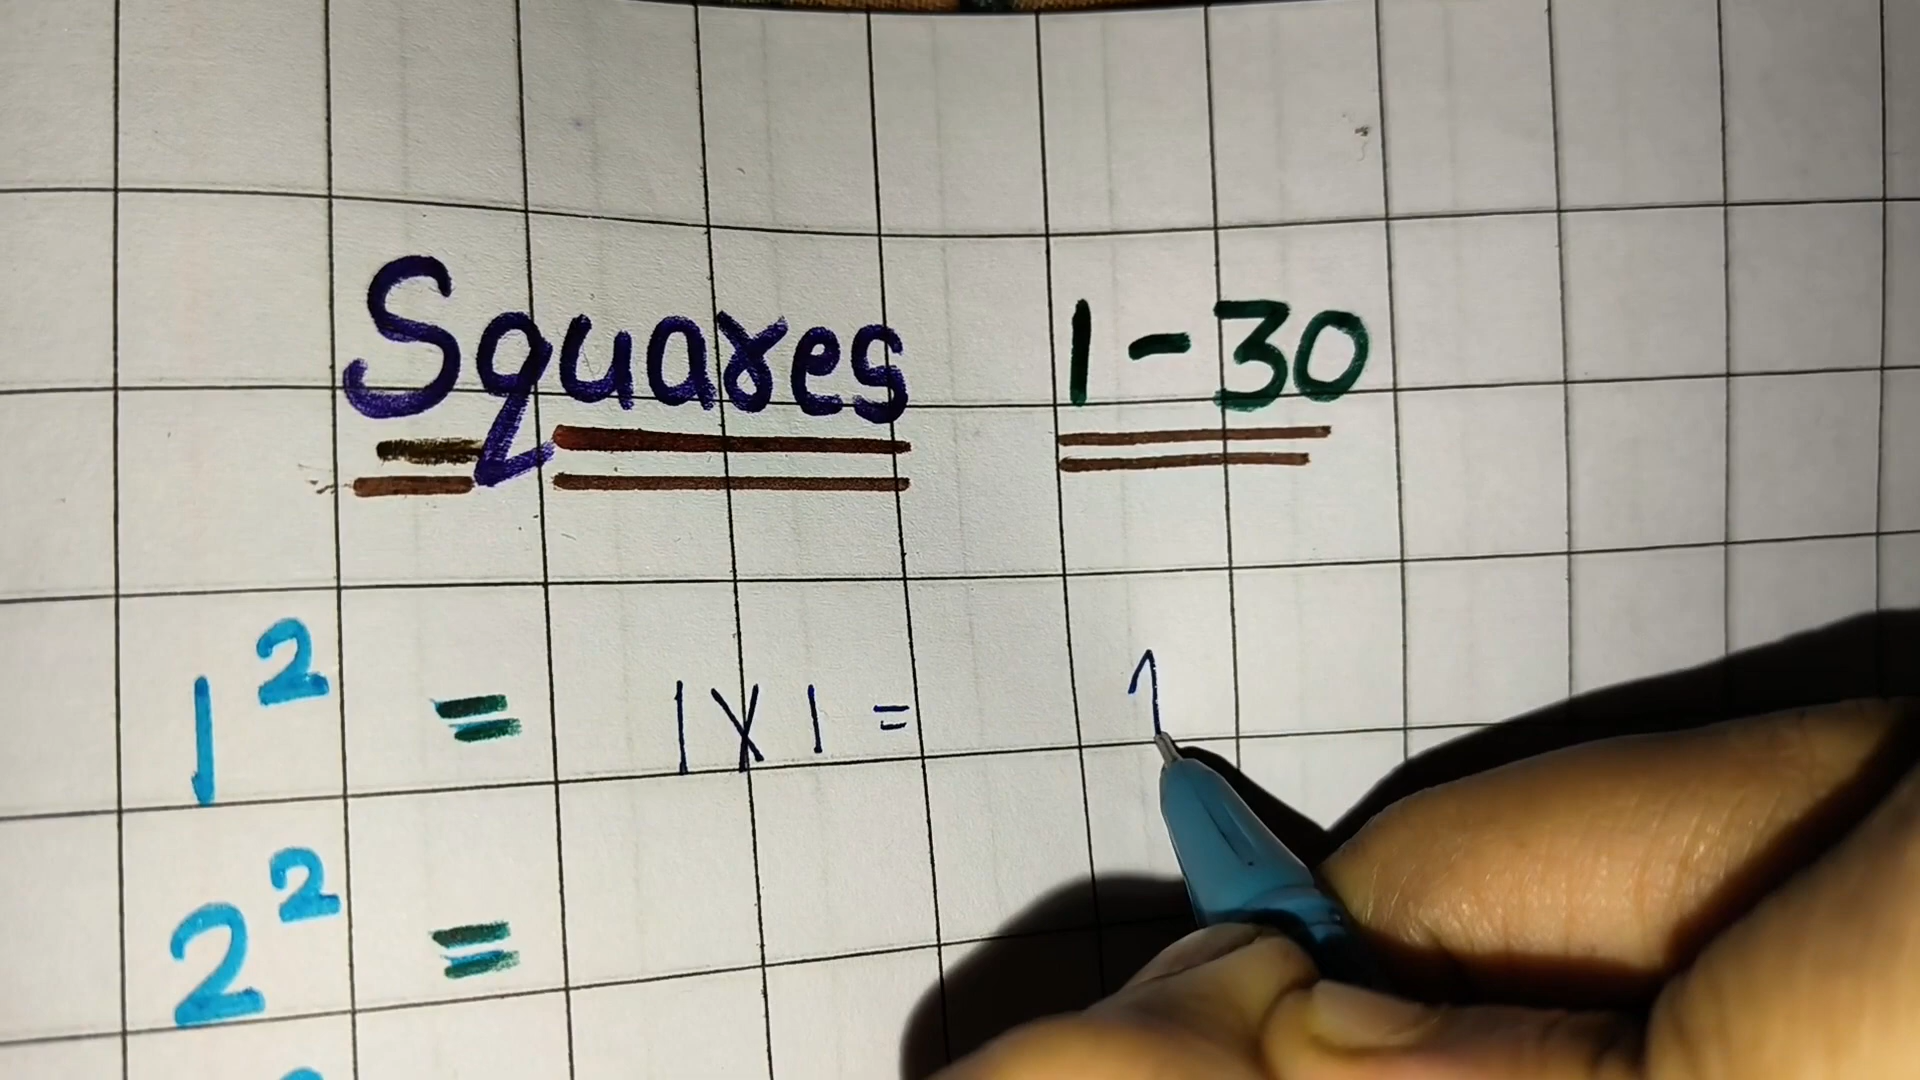 Squares 1-30
1² = 1 X 1 = 1
2² =